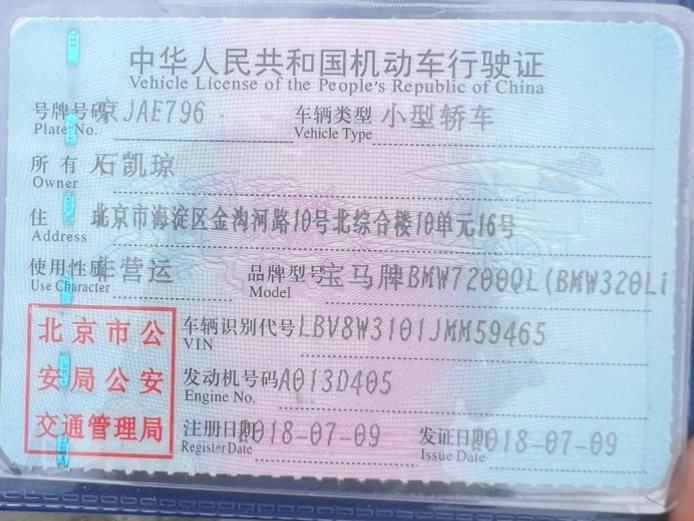 中华人民共和国机动车行驶证
Vehicle License of the People's Republic of China
号牌号码 京JAE796 车辆类型 小型轿车
Plate No. Vehicle Type
所有人 石凯琼
Owner
住 北京市海淀区金沟河路10号北综合楼10单元16号
Address
使用性质 非营运 品牌型号 宝马牌BMW7200QL(BMW320Li
Use Character Model
北京市公
安局公安
交通管理局
车辆识别代号 LBV8W3101JMM59465
VIN
发动机号码 A013D405
Engine No.
注册日期 2018-07-09 发证日期 2018-07-09
Register Date Issue Date